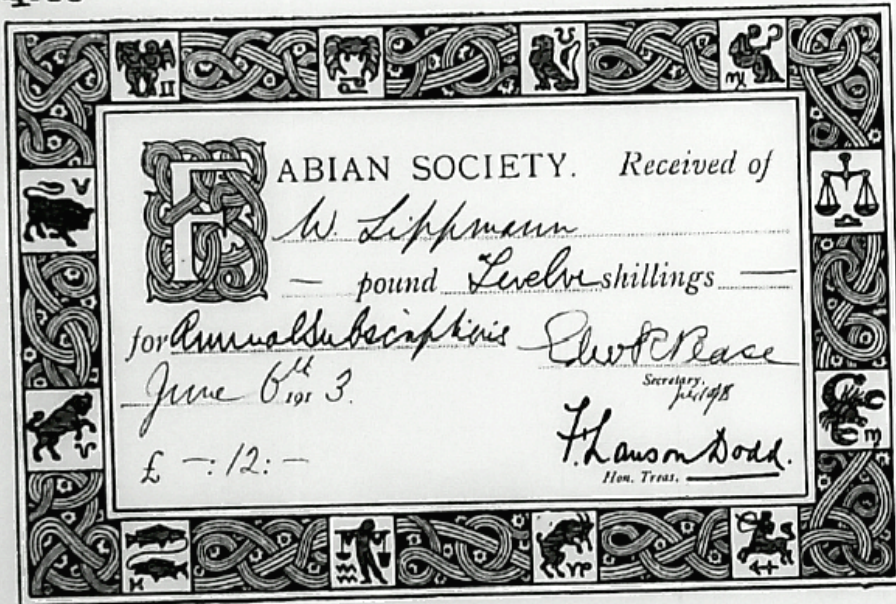 FABIAN SOCIETY. Received of
W. Lippmann
— pound Twelve shillings —
for Annual Subscriptions
Edw R Pease
Secretary.
June 6th 1913.
£ —: 12: —
F. Lawson Dodd.
Hon. Treas.